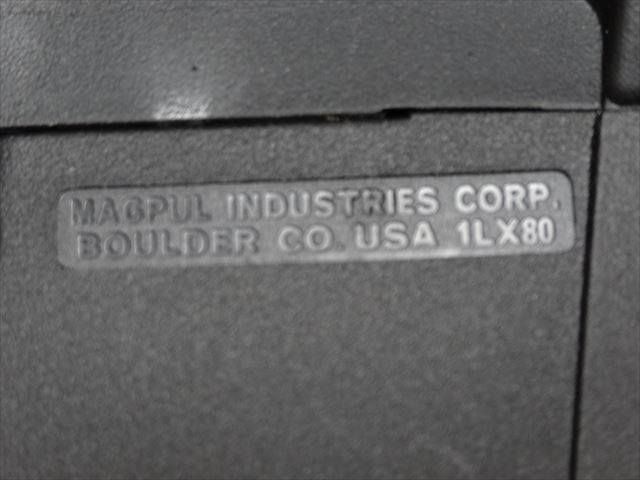 MAGPUL INDUSTRIES CORP.
BOULDER CO. USA 1LX80